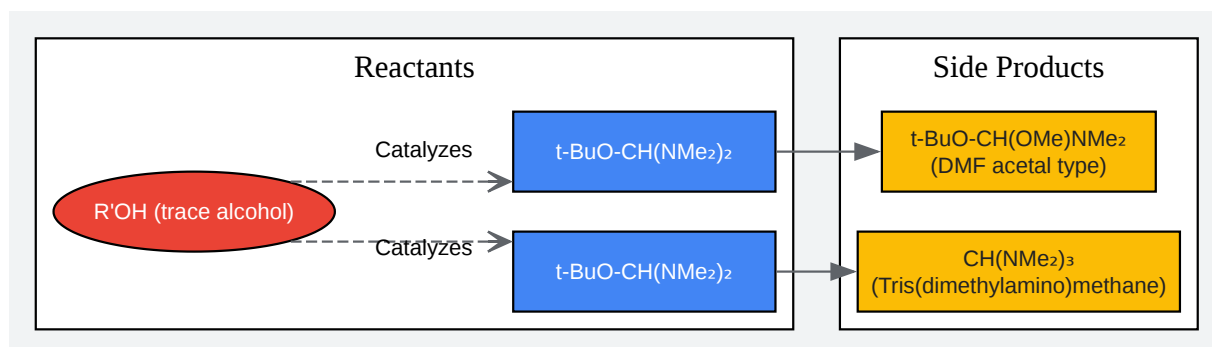 Reactants
Side Products
Catalyzes
t-BuO-CH(NMe₂)₂
t-BuO-CH(OMe)NMe₂
(DMF acetal type)
R'OH (trace alcohol)
Catalyzes
t-BuO-CH(NMe₂)₂
CH(NMe₂)₃
(Tris(dimethylamino)methane)